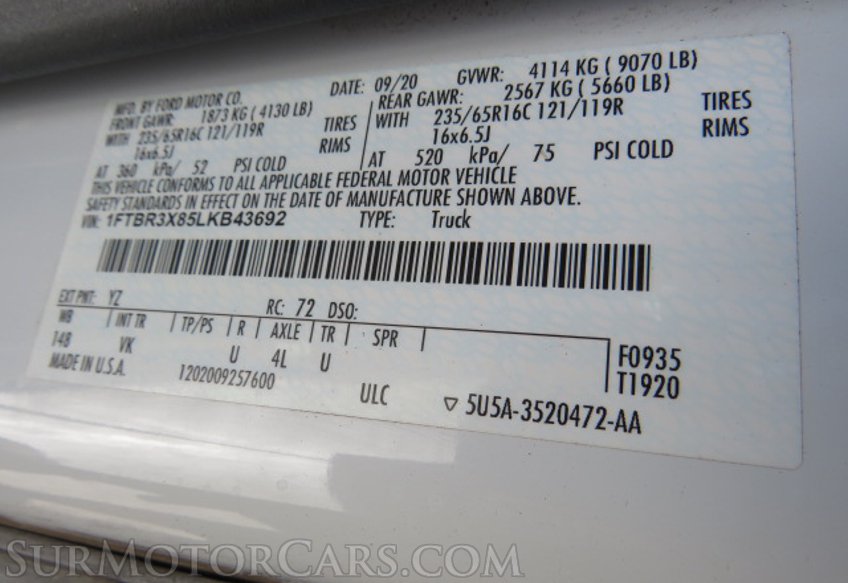 MFD. BY FORD MOTOR CO. DATE: 09/20 GVWR: 4114 KG ( 9070 LB)
FRONT GAWR: 1873 KG ( 4130 LB) REAR GAWR: 2567 KG ( 5660 LB)
WITH 235/65R16C 121/119R TIRES WITH 235/65R16C 121/119R TIRES
16x6.5J RIMS 16x6.5J RIMS
AT 360 kPa/ 52 PSI COLD AT 520 kPa/ 75 PSI COLD
THIS VEHICLE CONFORMS TO ALL APPLICABLE FEDERAL MOTOR VEHICLE
SAFETY STANDARDS IN EFFECT ON THE DATE OF MANUFACTURE SHOWN ABOVE.
VIN: 1FTBR3X85LKB43692 TYPE: Truck
EXT PNT: YZ RC: 72 DSO:
WB INT TR TP/PS R AXLE TR SPR
148 VK U 4L U F0935
T1920
MADE IN U.S.A. 1202009257600 ULC ▽ 5U5A-3520472-AA
SurMotorCars.com